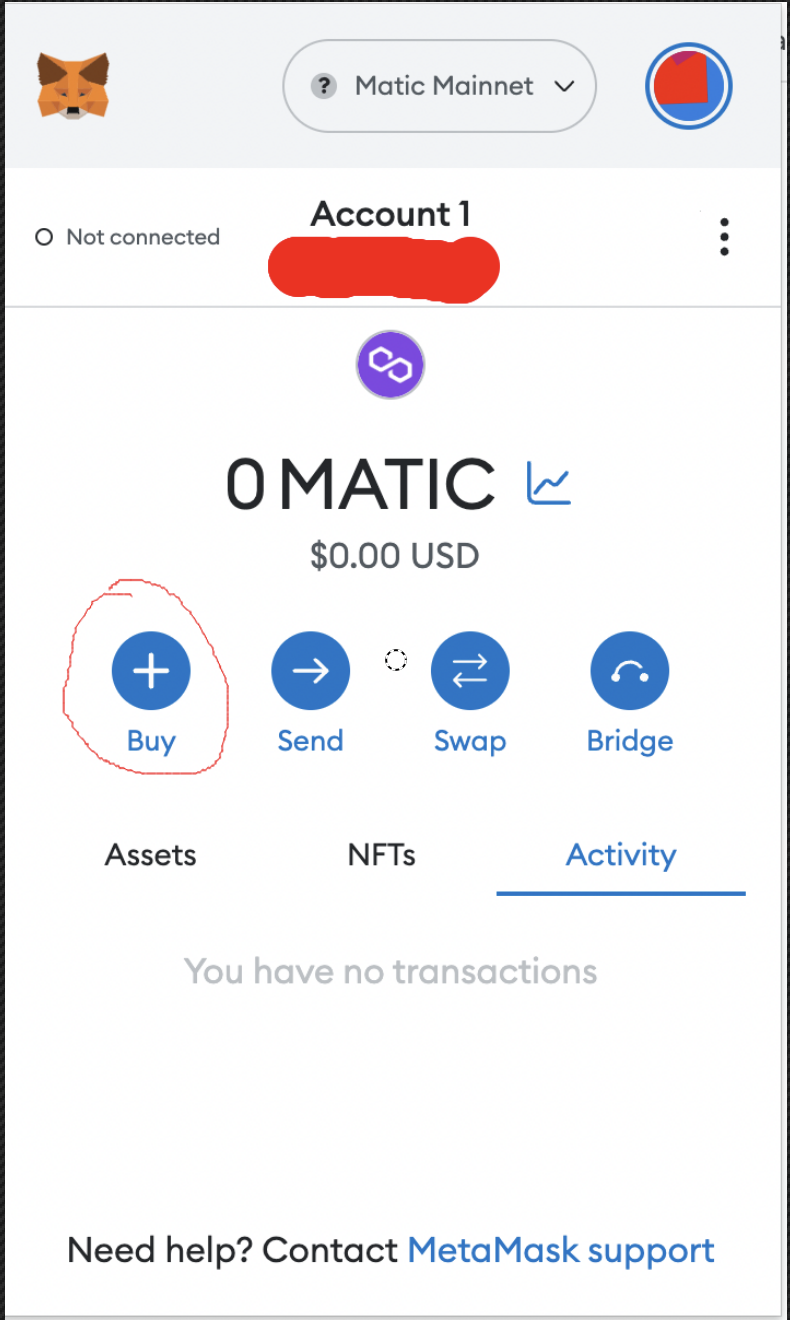 ? Matic Mainnet
Account 1
Not connected
0 MATIC
$0.00 USD
Buy Send Swap Bridge
Assets NFTs Activity
You have no transactions
Need help? Contact MetaMask support